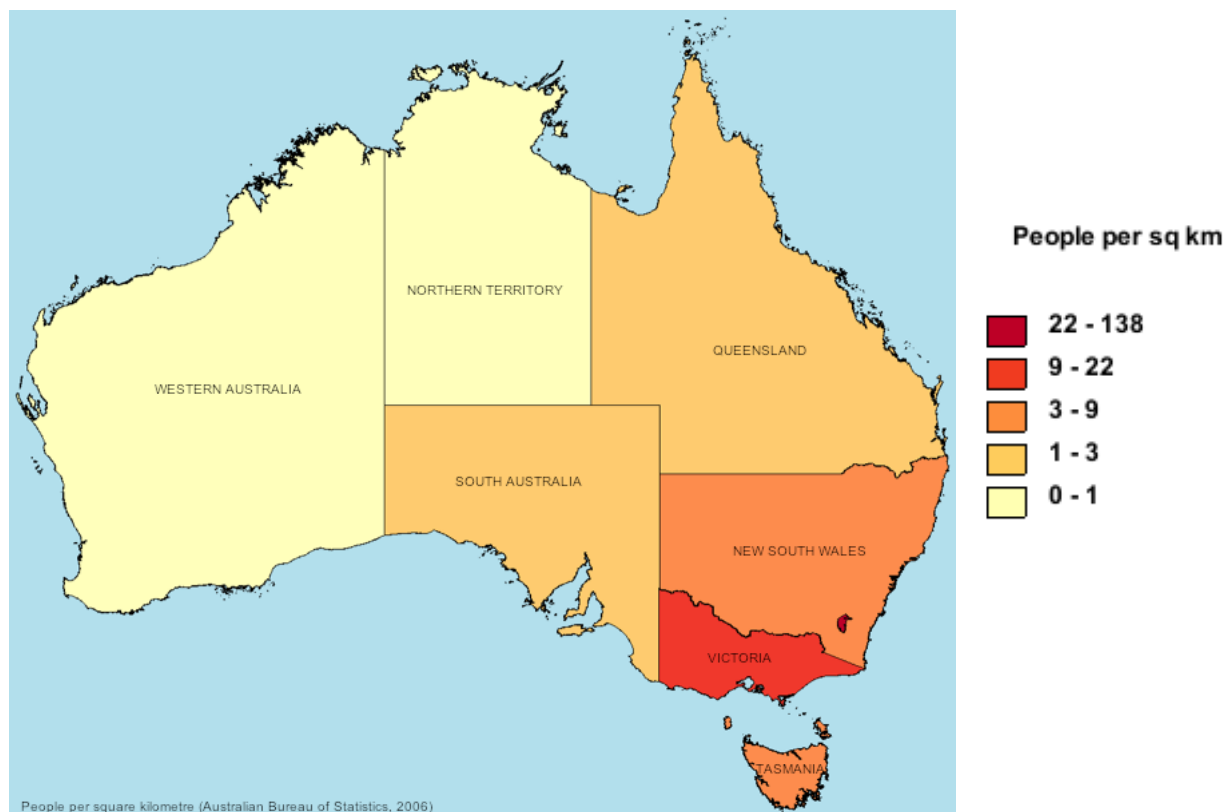 NORTHERN TERRITORY
QUEENSLAND
WESTERN AUSTRALIA
SOUTH AUSTRALIA
NEW SOUTH WALES
VICTORIA
TASMANIA
People per square kilometre (Australian Bureau of Statistics, 2006)
People per sq km
22 - 138
9 - 22
3 - 9
1 - 3
0 - 1